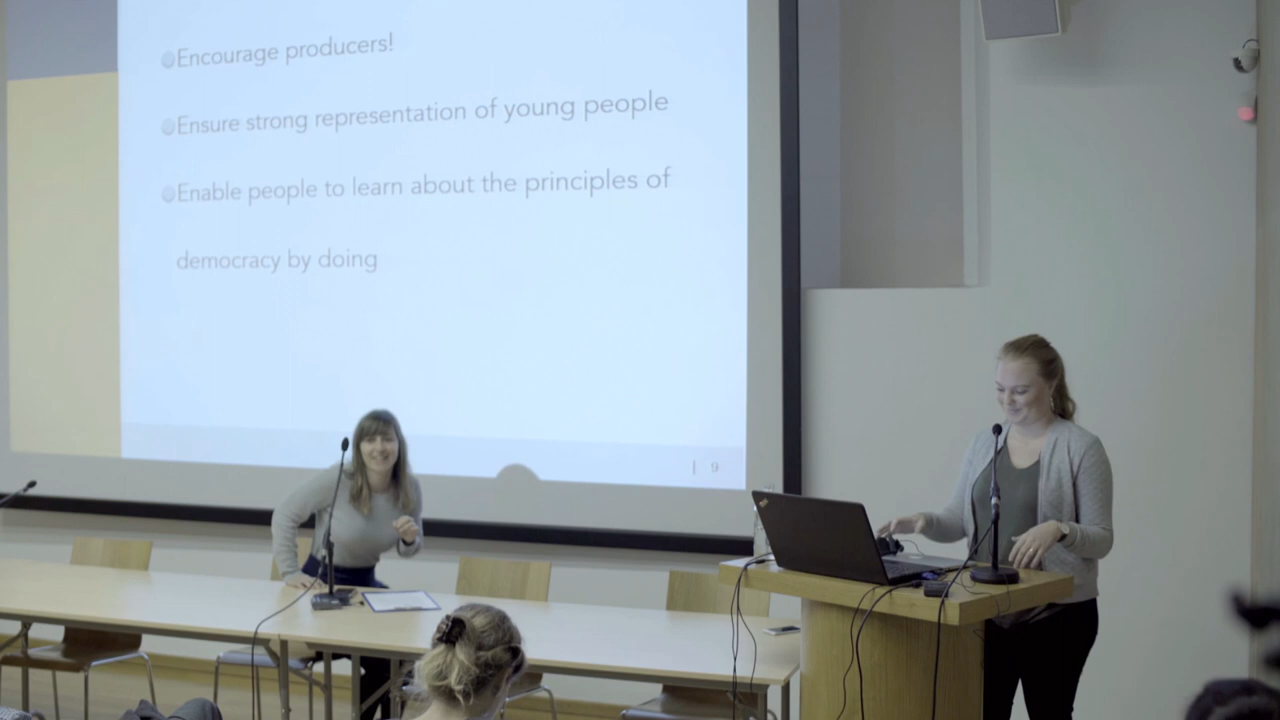 Encourage producers!
Ensure strong representation of young people
Enable people to learn about the principles of
democracy by doing
| 9